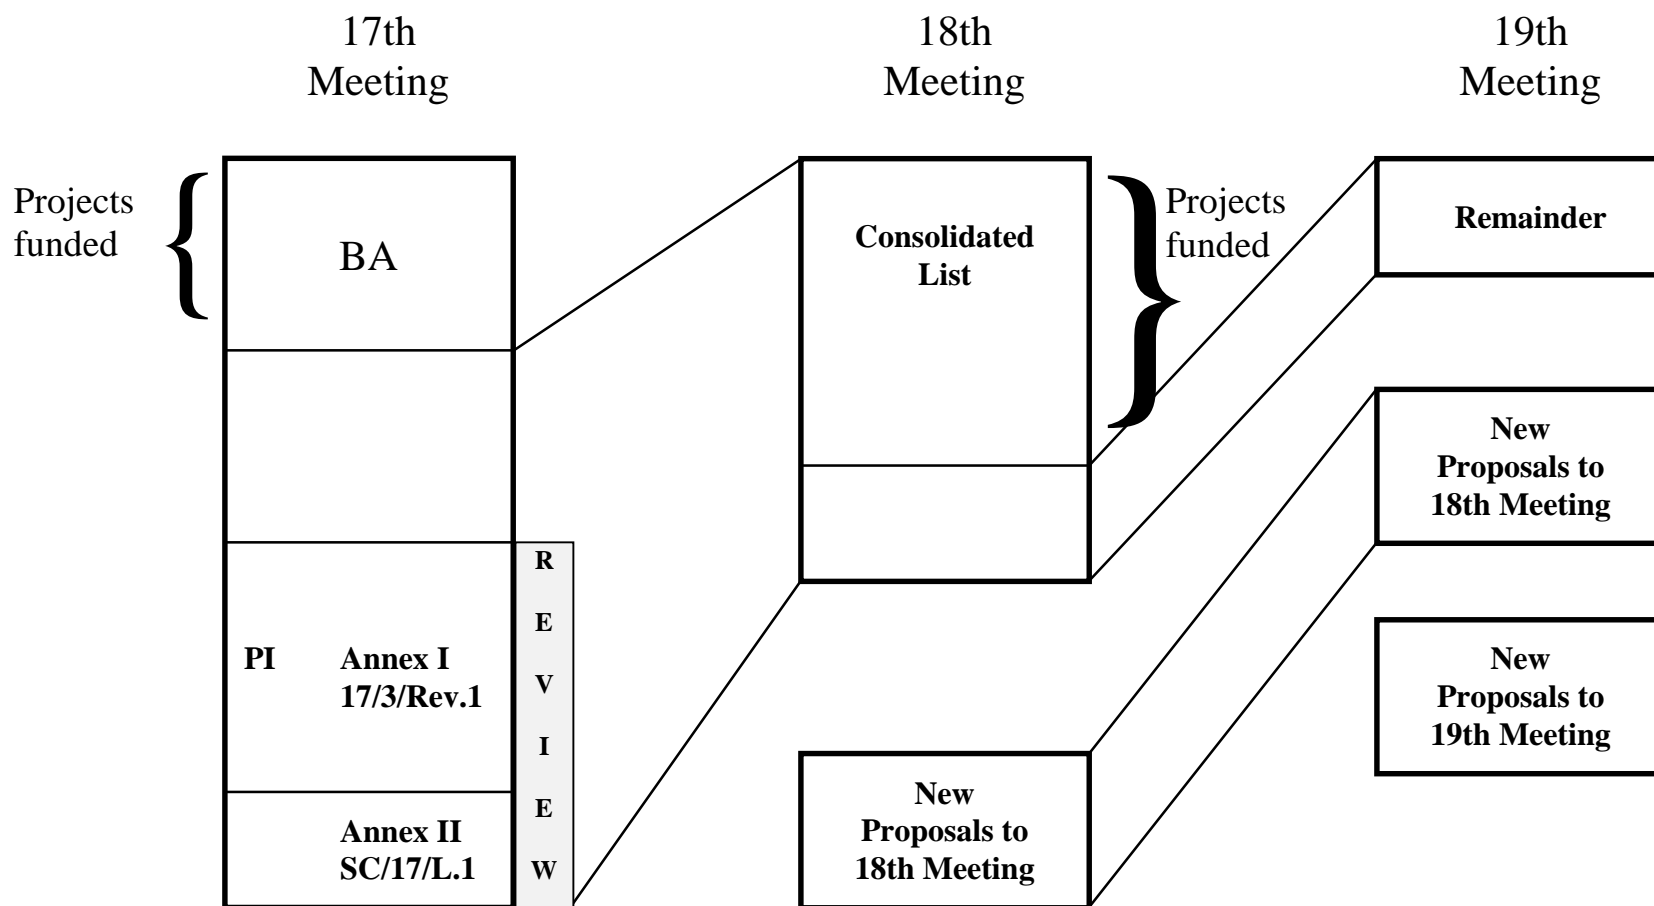 17th
Meeting
18th
Meeting
19th
Meeting
Projects
funded
BA
Consolidated
List
Projects
funded
Remainder
New
Proposals to
18th Meeting
R
E
V
I
E
W
PI
Annex I
17/3/Rev.1
Annex II
SC/17/L.1
New
Proposals to
18th Meeting
New
Proposals to
19th Meeting